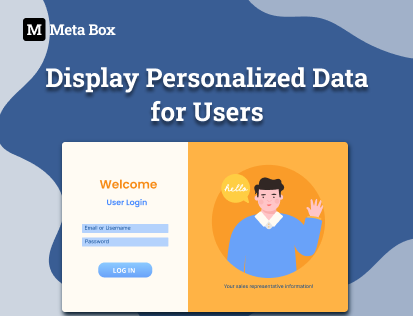 M Meta Box
Display Personalized Data
for Users
Welcome
User Login
Email or Username
Password
LOG IN
hello
Your sales representative information!